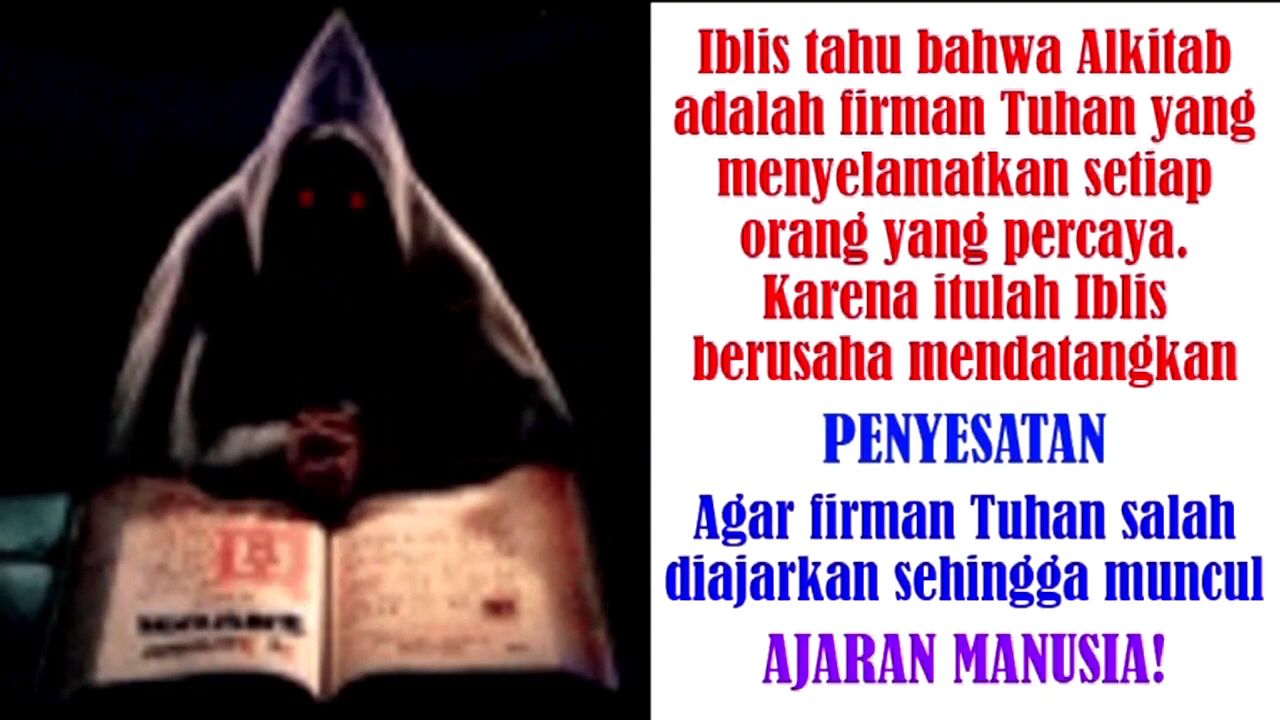 Iblis tahu bahwa Alkitab
adalah firman Tuhan yang
menyelamatkan setiap
orang yang percaya.
Karena itulah Iblis
berusaha mendatangkan
PENYESATAN
Agar firman Tuhan salah
diajarkan sehingga muncul
AJARAN MANUSIA!